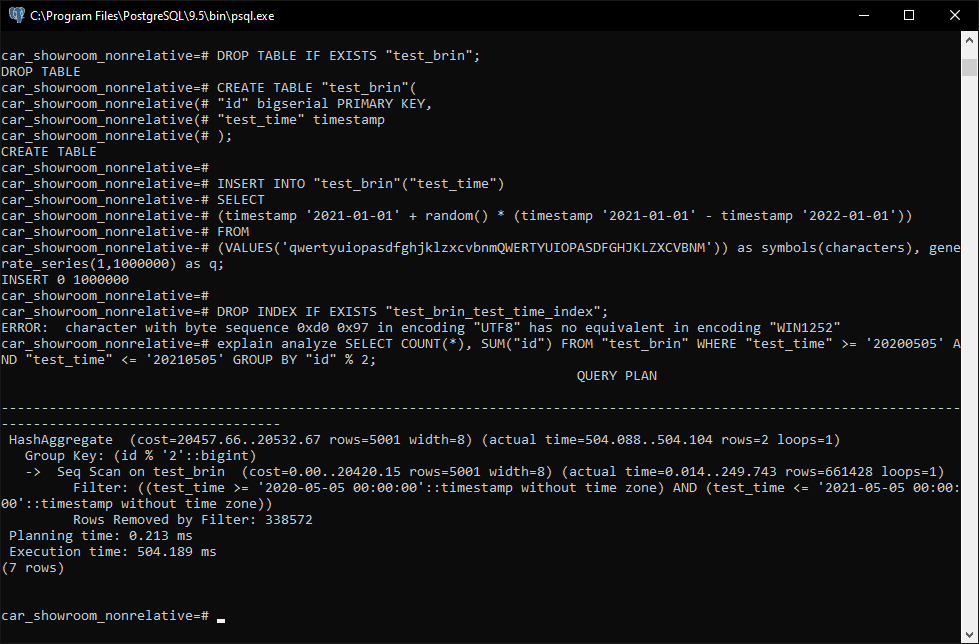 C:\Program Files\PostgreSQL\9.5\bin\psql.exe
car_showroom_nonrelative=# DROP TABLE IF EXISTS "test_brin";
DROP TABLE
car_showroom_nonrelative=# CREATE TABLE "test_brin"(
car_showroom_nonrelative(# "id" bigserial PRIMARY KEY,
car_showroom_nonrelative(# "test_time" timestamp
car_showroom_nonrelative(# );
CREATE TABLE
car_showroom_nonrelative=#
car_showroom_nonrelative=# INSERT INTO "test_brin"("test_time")
car_showroom_nonrelative-# SELECT
car_showroom_nonrelative-# (timestamp '2021-01-01' + random() * (timestamp '2021-01-01' - timestamp '2022-01-01'))
car_showroom_nonrelative-# FROM
car_showroom_nonrelative-# (VALUES('qwertyuiopasdfghjklzxcvbnmQWERTYUIOPASDFGHJKLZXCVBNM')) as symbols(characters), gene
rate_series(1,1000000) as q;
INSERT 0 1000000
car_showroom_nonrelative=#
car_showroom_nonrelative=# DROP INDEX IF EXISTS "test_brin_test_time_index";
ERROR:  character with byte sequence 0xd0 0x97 in encoding "UTF8" has no equivalent in encoding "WIN1252"
car_showroom_nonrelative=# explain analyze SELECT COUNT(*), SUM("id") FROM "test_brin" WHERE "test_time" >= '20200505' A
ND "test_time" <= '20210505' GROUP BY "id" % 2;
QUERY PLAN
------------------------------------------------------------------------------------------------------------------------
-----------------------------------
 HashAggregate  (cost=20457.66..20532.67 rows=5001 width=8) (actual time=504.088..504.104 rows=2 loops=1)
   Group Key: (id % '2'::bigint)
   ->  Seq Scan on test_brin  (cost=0.00..20420.15 rows=5001 width=8) (actual time=0.014..249.743 rows=661428 loops=1)
         Filter: ((test_time >= '2020-05-05 00:00:00'::timestamp without time zone) AND (test_time <= '2021-05-05 00:00:
00'::timestamp without time zone))
         Rows Removed by Filter: 338572
 Planning time: 0.213 ms
 Execution time: 504.189 ms
(7 rows)
car_showroom_nonrelative=#